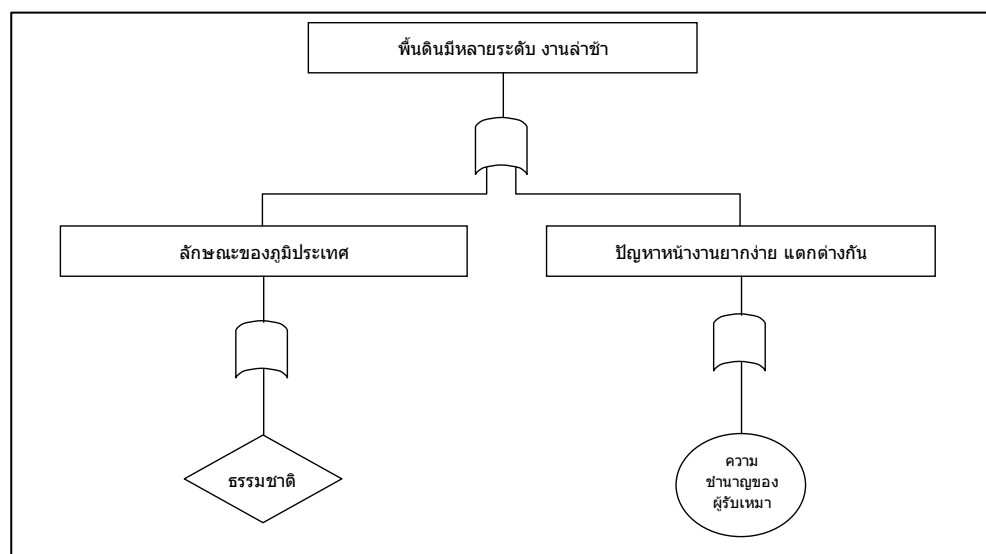 พื้นดินมีหลายระดับ งานล่าช้า
ลักษณะของภูมิประเทศ
ปัญหาหน้างานยากง่าย แตกต่างกัน
ธรรมชาติ
ความ
ชำนาญของ
ผู้รับเหมา